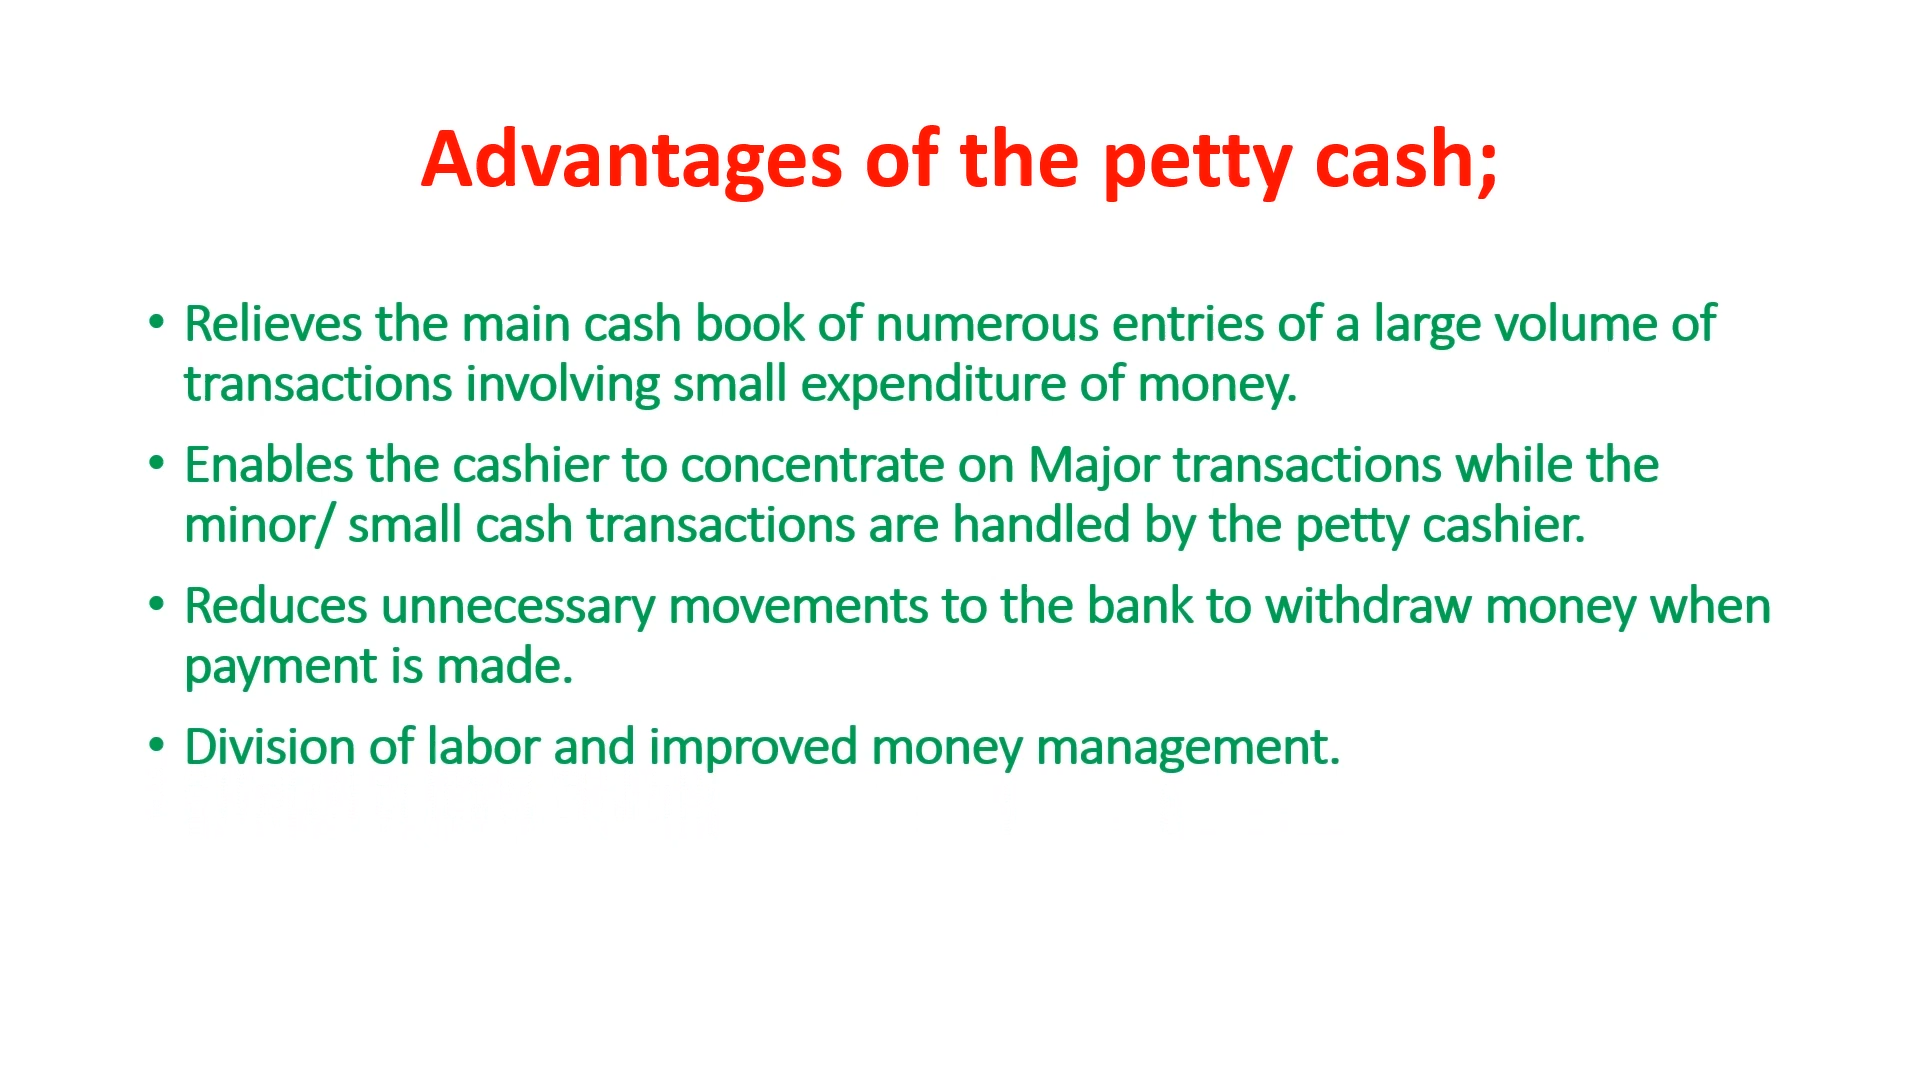 Advantages of the petty cash;
• Relieves the main cash book of numerous entries of a large volume of
transactions involving small expenditure of money.
• Enables the cashier to concentrate on Major transactions while the
minor/ small cash transactions are handled by the petty cashier.
• Reduces unnecessary movements to the bank to withdraw money when
payment is made.
• Division of labor and improved money management.